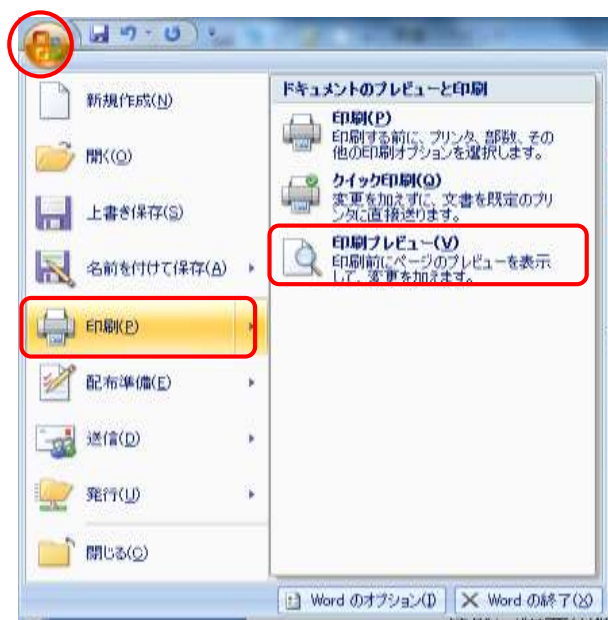 新規作成(N)
開く(O)
上書き保存(S)
名前を付けて保存(A)
印刷(P)
配布準備(E)
送信(D)
発行(U)
閉じる(C)
ドキュメントのプレビューと印刷
印刷(P)
印刷する前に、プリンタ、部数、その
他の印刷オプションを選択します。
クイック印刷(Q)
変更を加えずに、文書を既定のプリ
ンタに直接送ります。
印刷プレビュー(V)
印刷前にページのプレビューを表示
して、変更を加えます。
Word のオプション(I)
Word の終了(X)